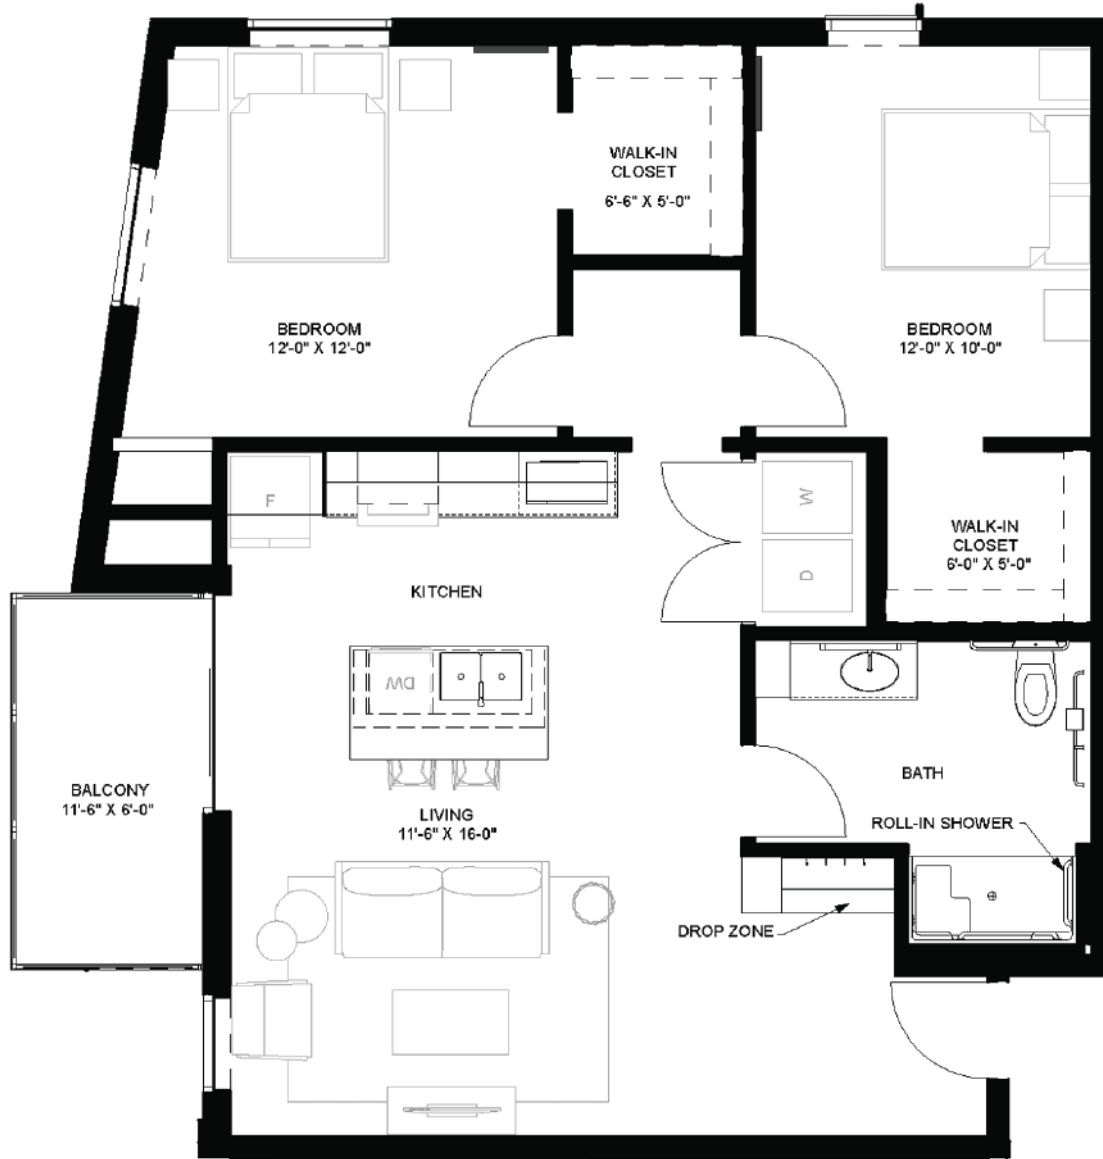 WALK-IN
CLOSET
6'-6" X 5'-0"
BEDROOM
12'-0" X 12'-0"
BEDROOM
12'-0" X 10'-0"
F
W
D
WALK-IN
CLOSET
6'-0" X 5'-0"
KITCHEN
DW
BALCONY
11'-6" X 6'-0"
LIVING
11'-6" X 16-0"
BATH
ROLL-IN SHOWER
DROP ZONE